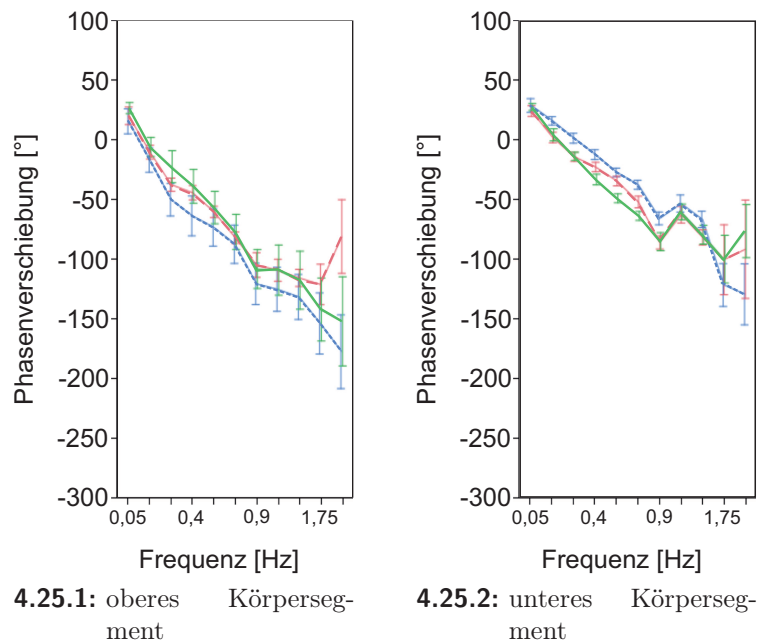 100
50
0
-50
-100
-150
-200
-250
-300
Phasenverschiebung [°]
0,05 0,4 0,9 1,75
Frequenz [Hz]
4.25.1: oberes Körperseg-
ment
100
50
0
-50
-100
-150
-200
-250
-300
Phasenverschiebung [°]
0,05 0,4 0,9 1,75
Frequenz [Hz]
4.25.2: unteres Körperseg-
ment